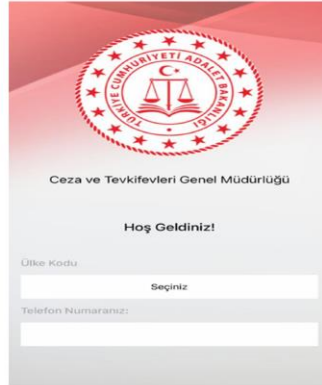 TÜRKİYE CUMHURİYETİ ADALET BAKANLIĞI
Ceza ve Tevkifevleri Genel Müdürlüğü
Hoş Geldiniz!
Ülke Kodu
Seçiniz
Telefon Numaranız: